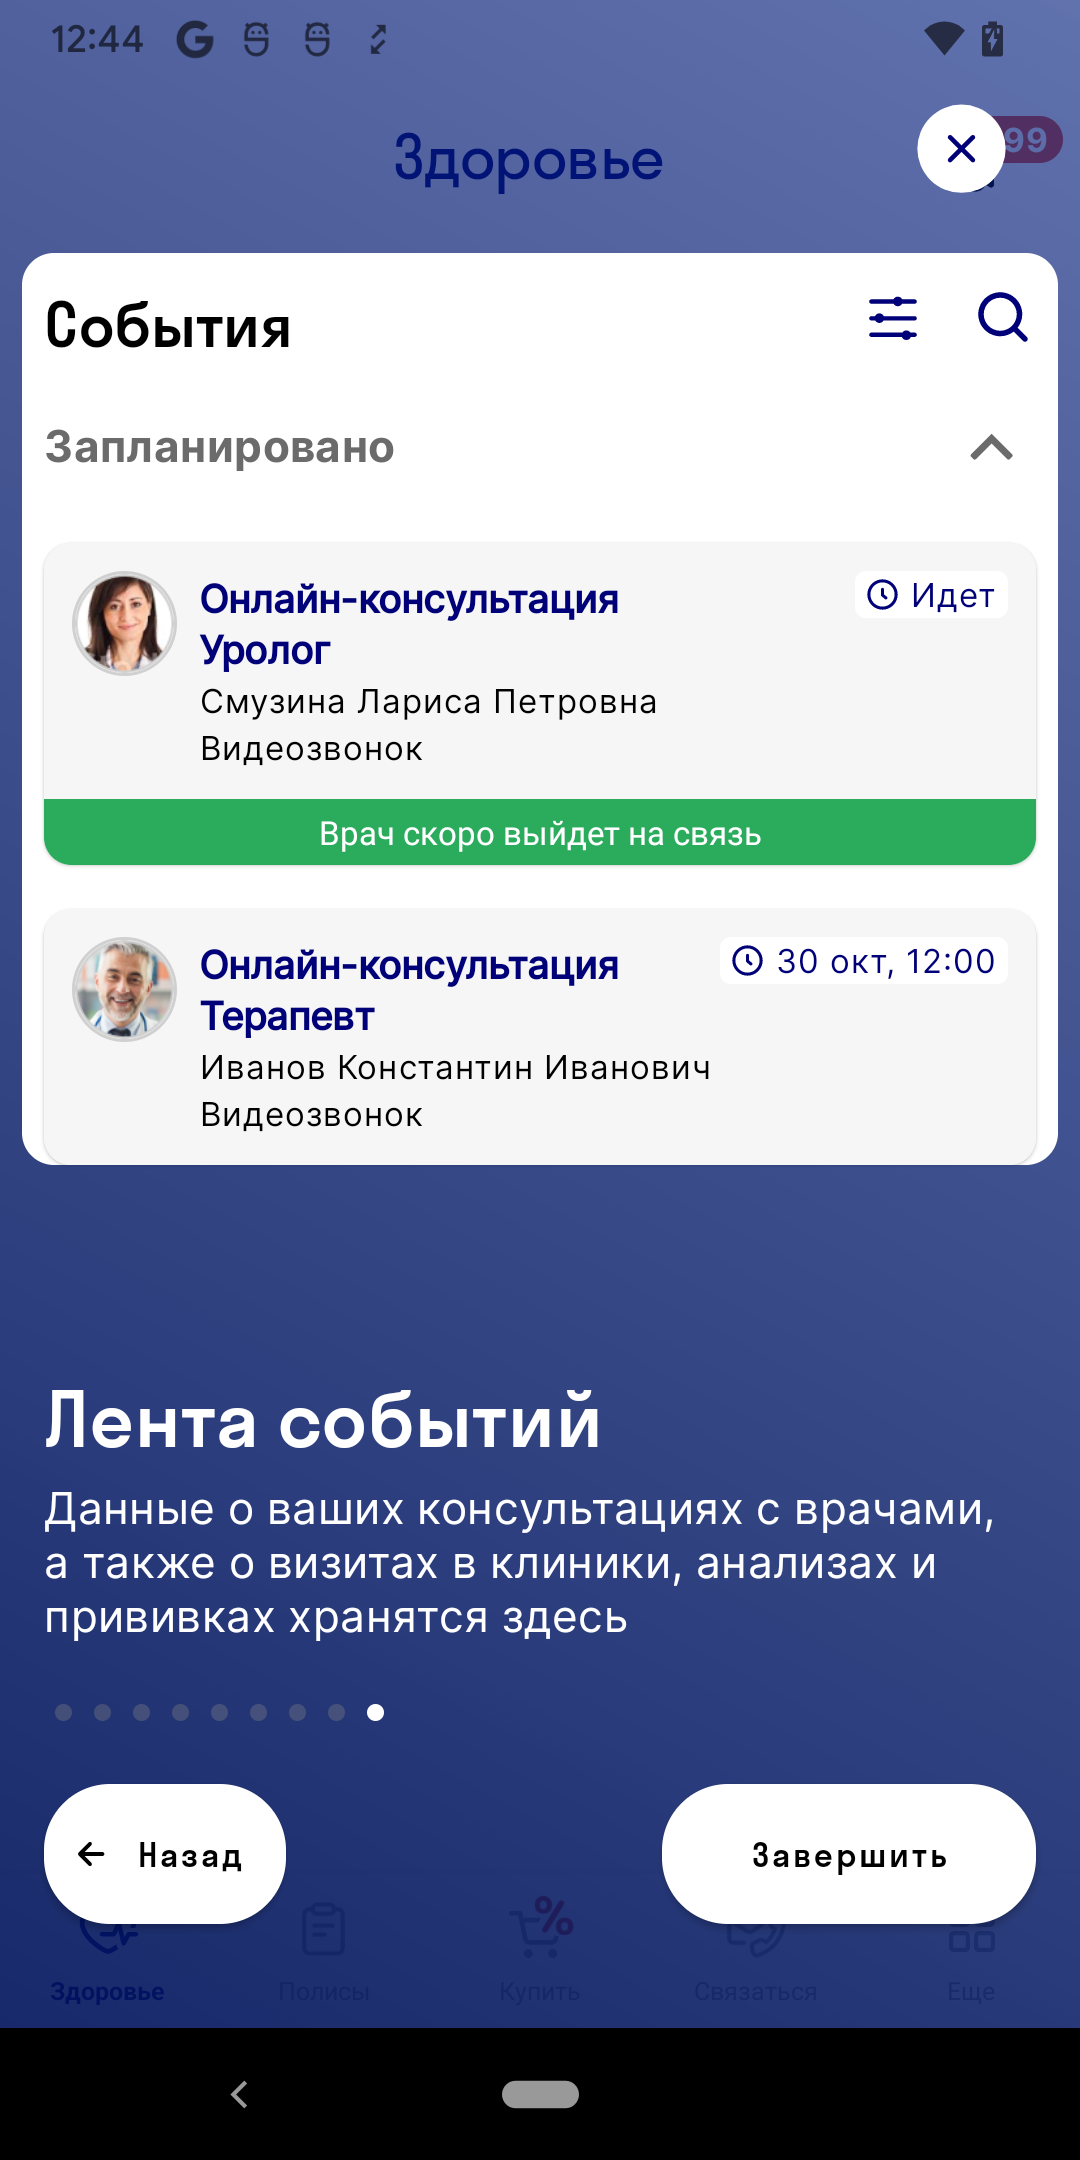 12:44
Здоровье
99
События
Запланировано
Онлайн-консультация
Идет
Уролог
Смузина Лариса Петровна
Видеозвонок
Врач скоро выйдет на связь
Онлайн-консультация
30 окт, 12:00
Терапевт
Иванов Константин Иванович
Видеозвонок
Лента событий
Данные о ваших консультациях с врачами,
а также о визитах в клиники, анализах и
прививках хранятся здесь
Назад
Завершить
Здоровье
Полисы
Купить
Связаться
Еще